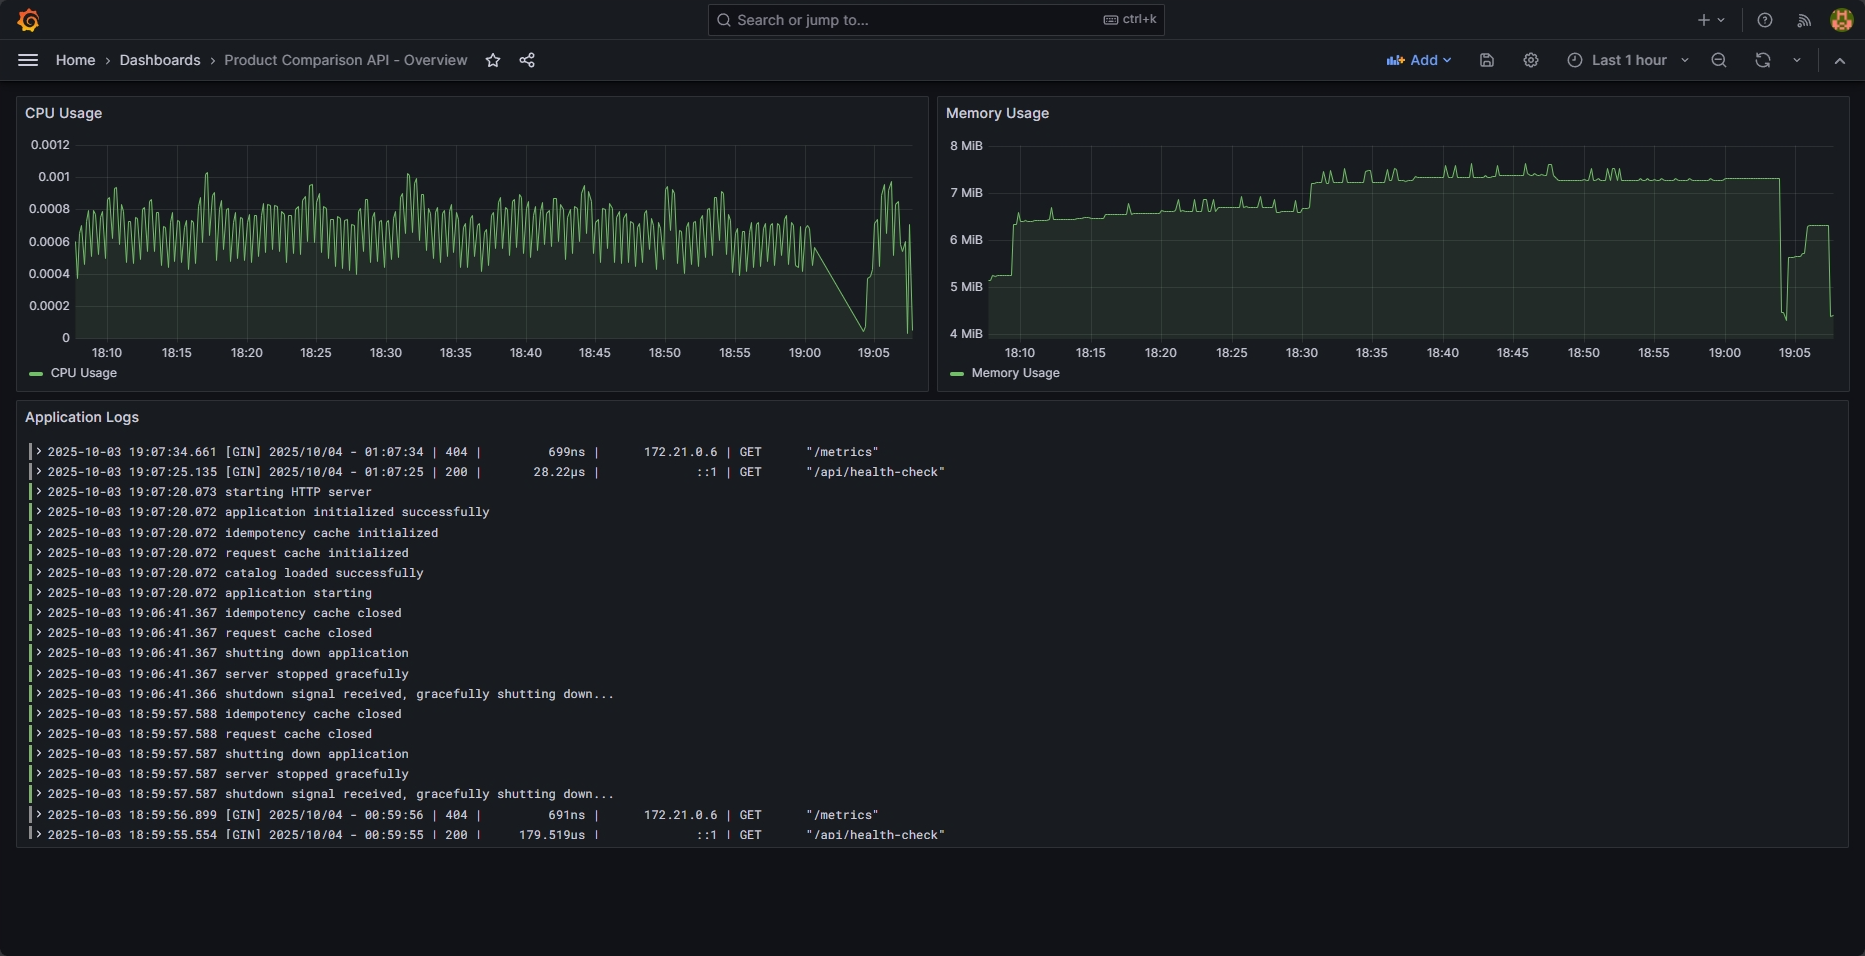 Search or jump to... ctrl+k
Home › Dashboards › Product Comparison API - Overview Add Last 1 hour
CPU Usage
0.0012
0.001
0.0008
0.0006
0.0004
0.0002
0
18:10 18:15 18:20 18:25 18:30 18:35 18:40 18:45 18:50 18:55 19:00 19:05
CPU Usage
Memory Usage
8 MiB
7 MiB
6 MiB
5 MiB
4 MiB
18:10 18:15 18:20 18:25 18:30 18:35 18:40 18:45 18:50 18:55 19:00 19:05
Memory Usage
Application Logs
› 2025-10-03 19:07:34.661 [GIN] 2025/10/04 - 01:07:34 | 404 | 699ns | 172.21.0.6 | GET "/metrics"
› 2025-10-03 19:07:25.135 [GIN] 2025/10/04 - 01:07:25 | 200 | 28.22µs | ::1 | GET "/api/health-check"
› 2025-10-03 19:07:20.073 starting HTTP server
› 2025-10-03 19:07:20.072 application initialized successfully
› 2025-10-03 19:07:20.072 idempotency cache initialized
› 2025-10-03 19:07:20.072 request cache initialized
› 2025-10-03 19:07:20.072 catalog loaded successfully
› 2025-10-03 19:07:20.072 application starting
› 2025-10-03 19:06:41.367 idempotency cache closed
› 2025-10-03 19:06:41.367 request cache closed
› 2025-10-03 19:06:41.367 shutting down application
› 2025-10-03 19:06:41.367 server stopped gracefully
› 2025-10-03 19:06:41.366 shutdown signal received, gracefully shutting down...
› 2025-10-03 18:59:57.588 idempotency cache closed
› 2025-10-03 18:59:57.588 request cache closed
› 2025-10-03 18:59:57.587 shutting down application
› 2025-10-03 18:59:57.587 server stopped gracefully
› 2025-10-03 18:59:57.587 shutdown signal received, gracefully shutting down...
› 2025-10-03 18:59:56.899 [GIN] 2025/10/04 - 00:59:56 | 404 | 691ns | 172.21.0.6 | GET "/metrics"
› 2025-10-03 18:59:55.554 [GIN] 2025/10/04 - 00:59:55 | 200 | 179.519µs | ::1 | GET "/api/health-check"